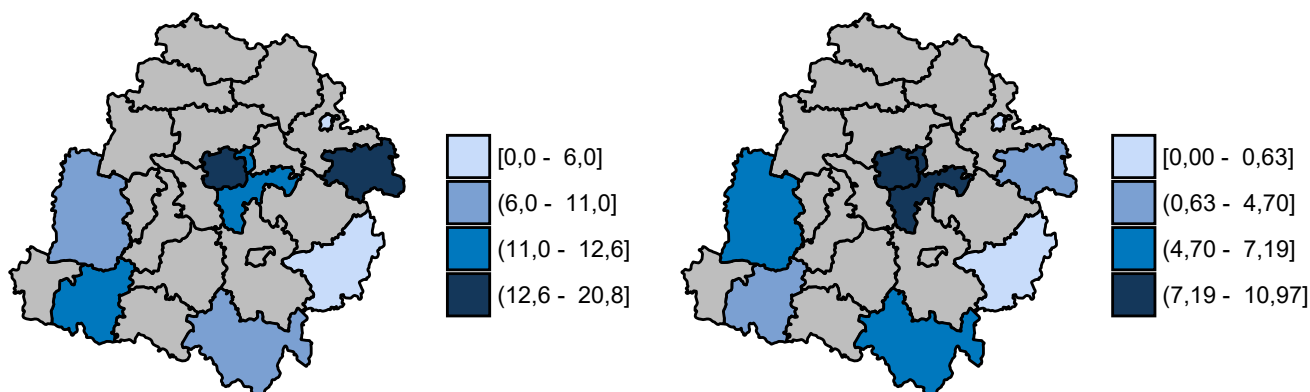 [0,0 - 6,0]
(6,0 - 11,0]
(11,0 - 12,6]
(12,6 - 20,8]
[0,00 - 0,63]
(0,63 - 4,70]
(4,70 - 7,19]
(7,19 - 10,97]